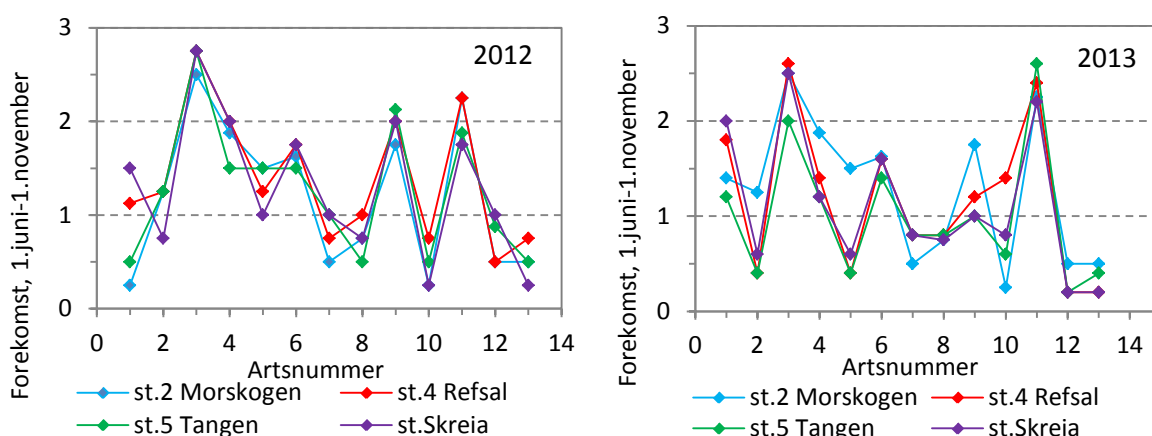 Forekomst, 1.juni-1.november
3
2
1
0
2012
0 2 4 6 8 10 12 14
Artsnummer
st.2 Morskogen st.4 Refsal
st.5 Tangen st.Skreia
Forekomst, 1.juni-1.november
3
2
1
0
2013
0 2 4 6 8 10 12 14
Artsnummer
st.2 Morskogen st.4 Refsal
st.5 Tangen st.Skreia